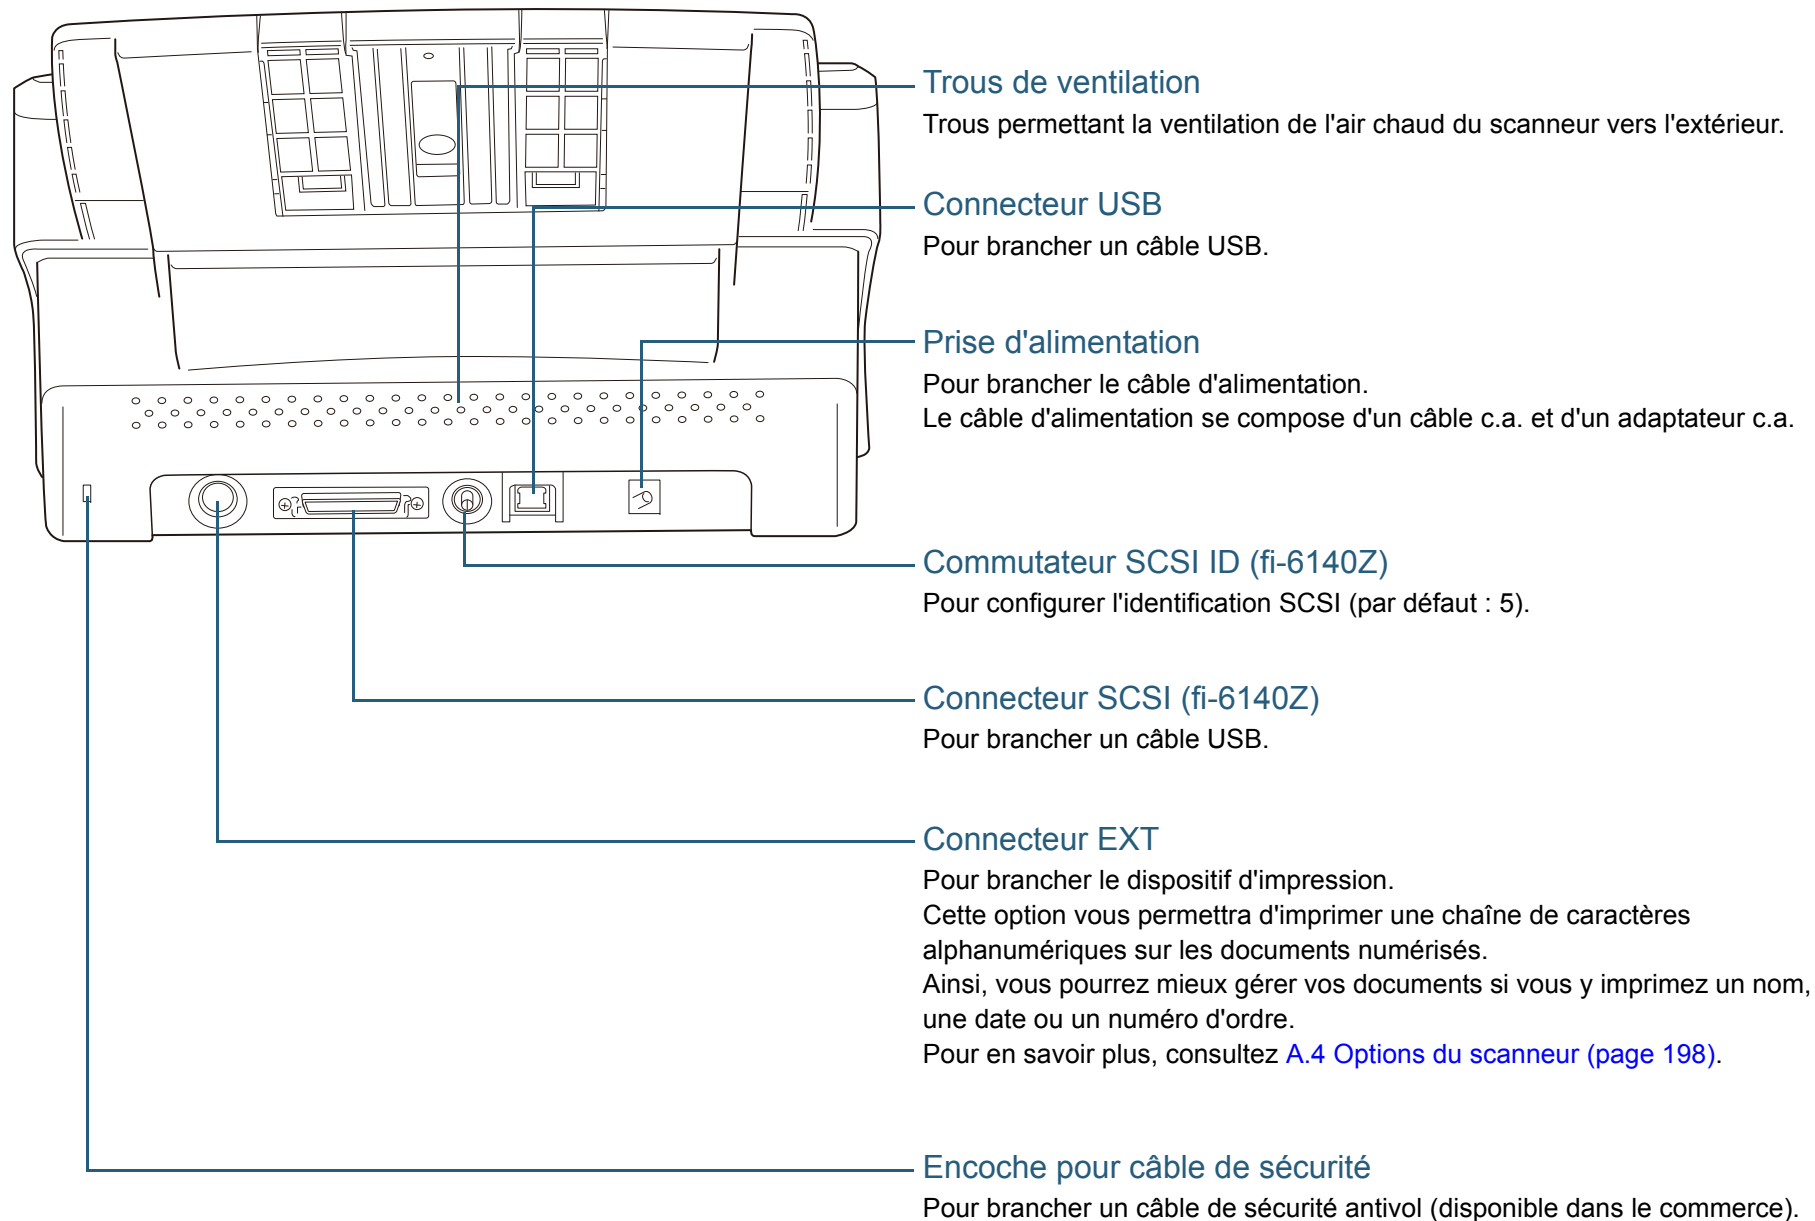 Trous de ventilation
Trous permettant la ventilation de l'air chaud du scanneur vers l'extérieur.
Connecteur USB
Pour brancher un câble USB.
Prise d'alimentation
Pour brancher le câble d'alimentation.
Le câble d'alimentation se compose d'un câble c.a. et d'un adaptateur c.a.
Commutateur SCSI ID (fi-6140Z)
Pour configurer l'identification SCSI (par défaut : 5).
Connecteur SCSI (fi-6140Z)
Pour brancher un câble USB.
Connecteur EXT
Pour brancher le dispositif d'impression.
Cette option vous permettra d'imprimer une chaîne de caractères
alphanumériques sur les documents numérisés.
Ainsi, vous pourrez mieux gérer vos documents si vous y imprimez un nom,
une date ou un numéro d'ordre.
Pour en savoir plus, consultez A.4 Options du scanneur (page 198).
Encoche pour câble de sécurité
Pour brancher un câble de sécurité antivol (disponible dans le commerce).